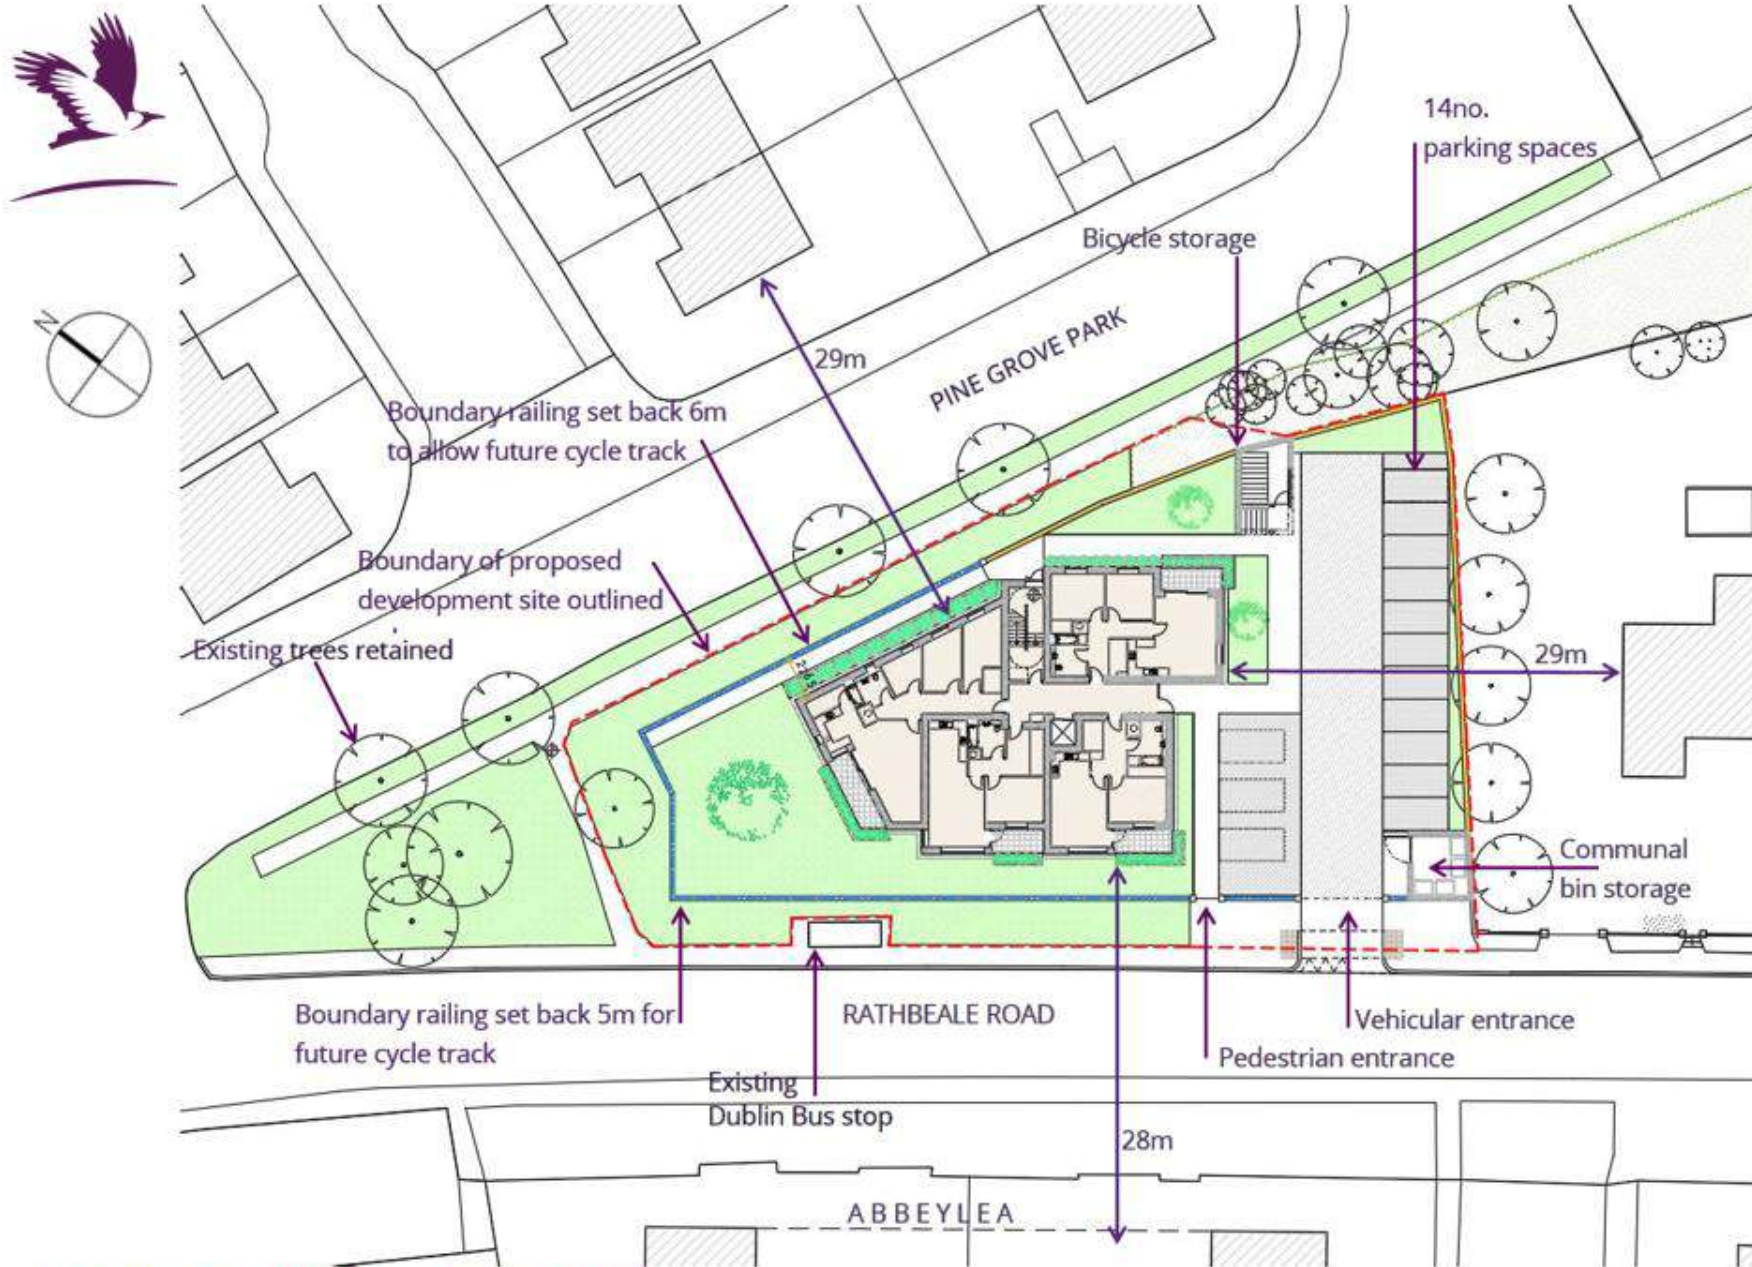 14no.
parking spaces
Bicycle storage
N
PINE GROVE PARK
29m
Boundary railing set back 6m
to allow future cycle track
Boundary of proposed
development site outlined
Existing trees retained
29m
Communal
bin storage
Boundary railing set back 5m for
future cycle track
RATHBEALE ROAD
Vehicular entrance
Pedestrian entrance
Existing
Dublin Bus stop
28m
ABBEYLEA